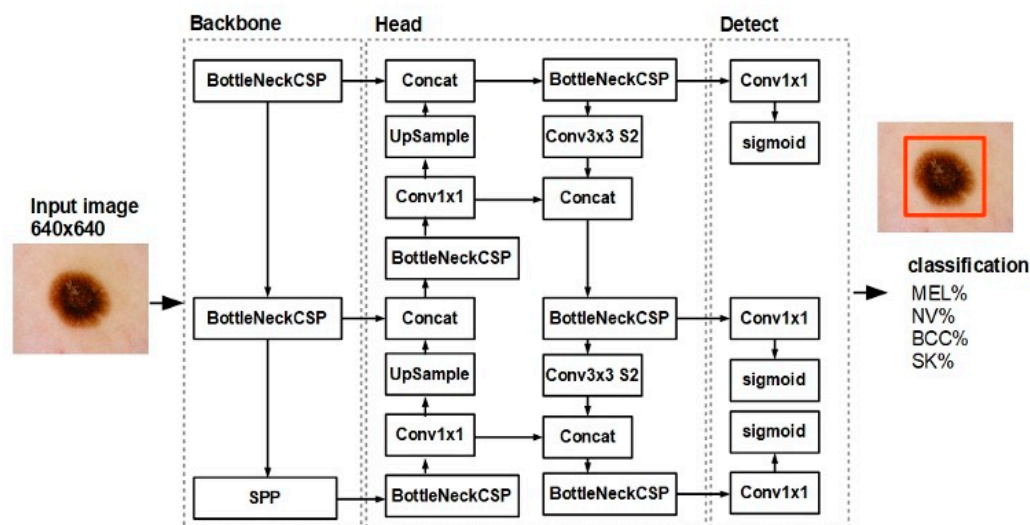 Backbone
Head
Detect
BottleNeckCSP
Concat
BottleNeckCSP
Conv1x1
UpSample
Conv3x3 S2
sigmoid
Conv1x1
Concat
Input image
640x640
BottleNeckCSP
classification
MEL%
NV%
BCC%
SK%
BottleNeckCSP
Concat
BottleNeckCSP
Conv1x1
UpSample
Conv3x3 S2
sigmoid
Conv1x1
Concat
sigmoid
SPP
BottleNeckCSP
BottleNeckCSP
Conv1x1